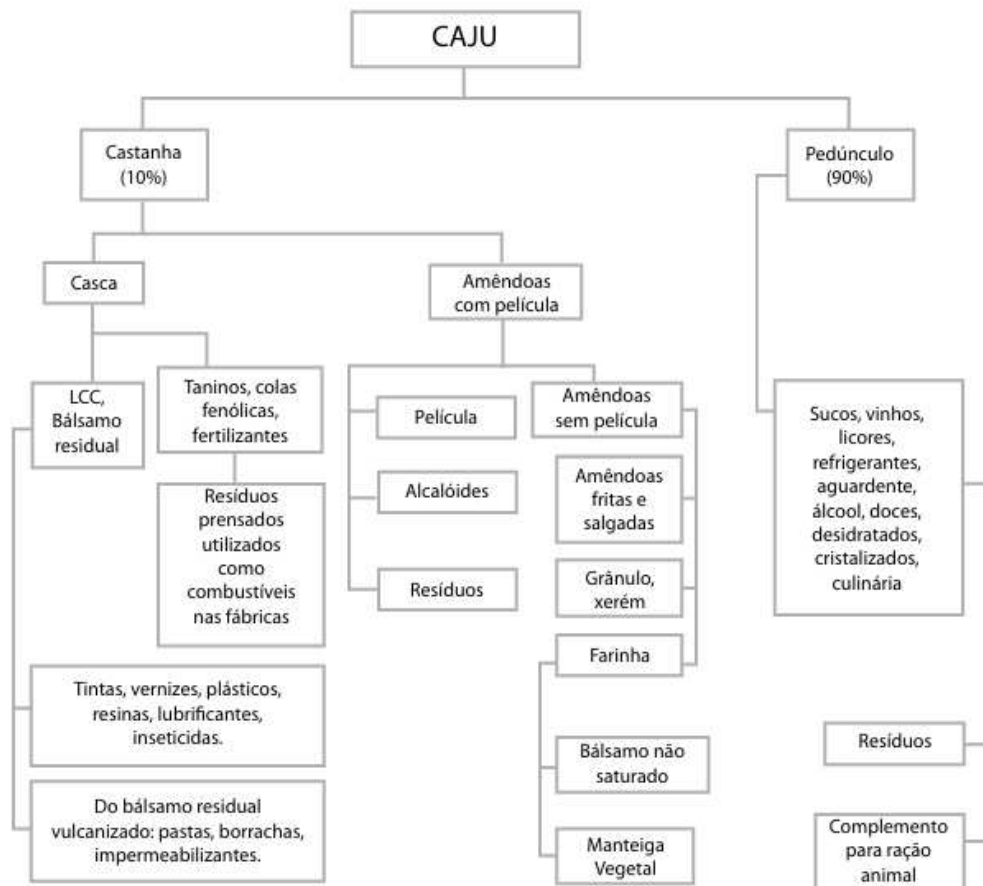 CAJU
Castanha
(10%)
Pedúnculo
(90%)
Casca
Amêndoas
com película
LCC,
Bálsamo
residual
Taninos, colas
fenólicas,
fertilizantes
Resíduos
prensados
utilizados
como
combustíveis
nas fábricas
Tintas, vernizes, plásticos,
resinas, lubrificantes,
inseticidas.
Do bálsamo residual
vulcanizado: pastas, borrachas,
impermeabilizantes.
Película
Alcalóides
Resíduos
Amêndoas
sem película
Amêndoas
fritas e
salgadas
Grânulo,
xerém
Farinha
Bálsamo não
saturado
Manteiga
Vegetal
Sucos, vinhos,
licores,
refrigerantes,
aguardente,
álcool, doces,
desidratados,
cristalizados,
culinária
Resíduos
Complemento
para ração
animal